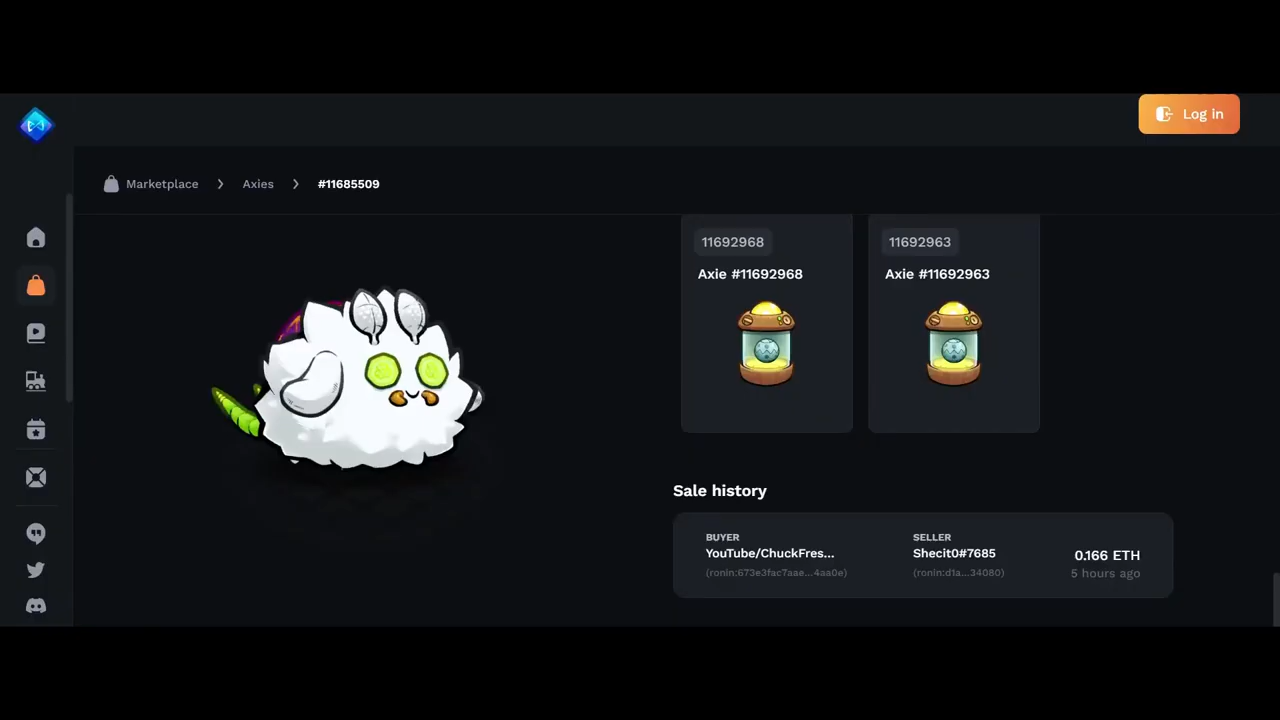 Log in
Marketplace > Axies > #11685509
11692968
Axie #11692968
11692963
Axie #11692963
Sale history
BUYER
YouTube/ChuckFres...
(ronin:673e3fac7aae...4aa0e)
SELLER
Shecit0#7685
(ronin:d1a...34080)
0.166 ETH
5 hours ago